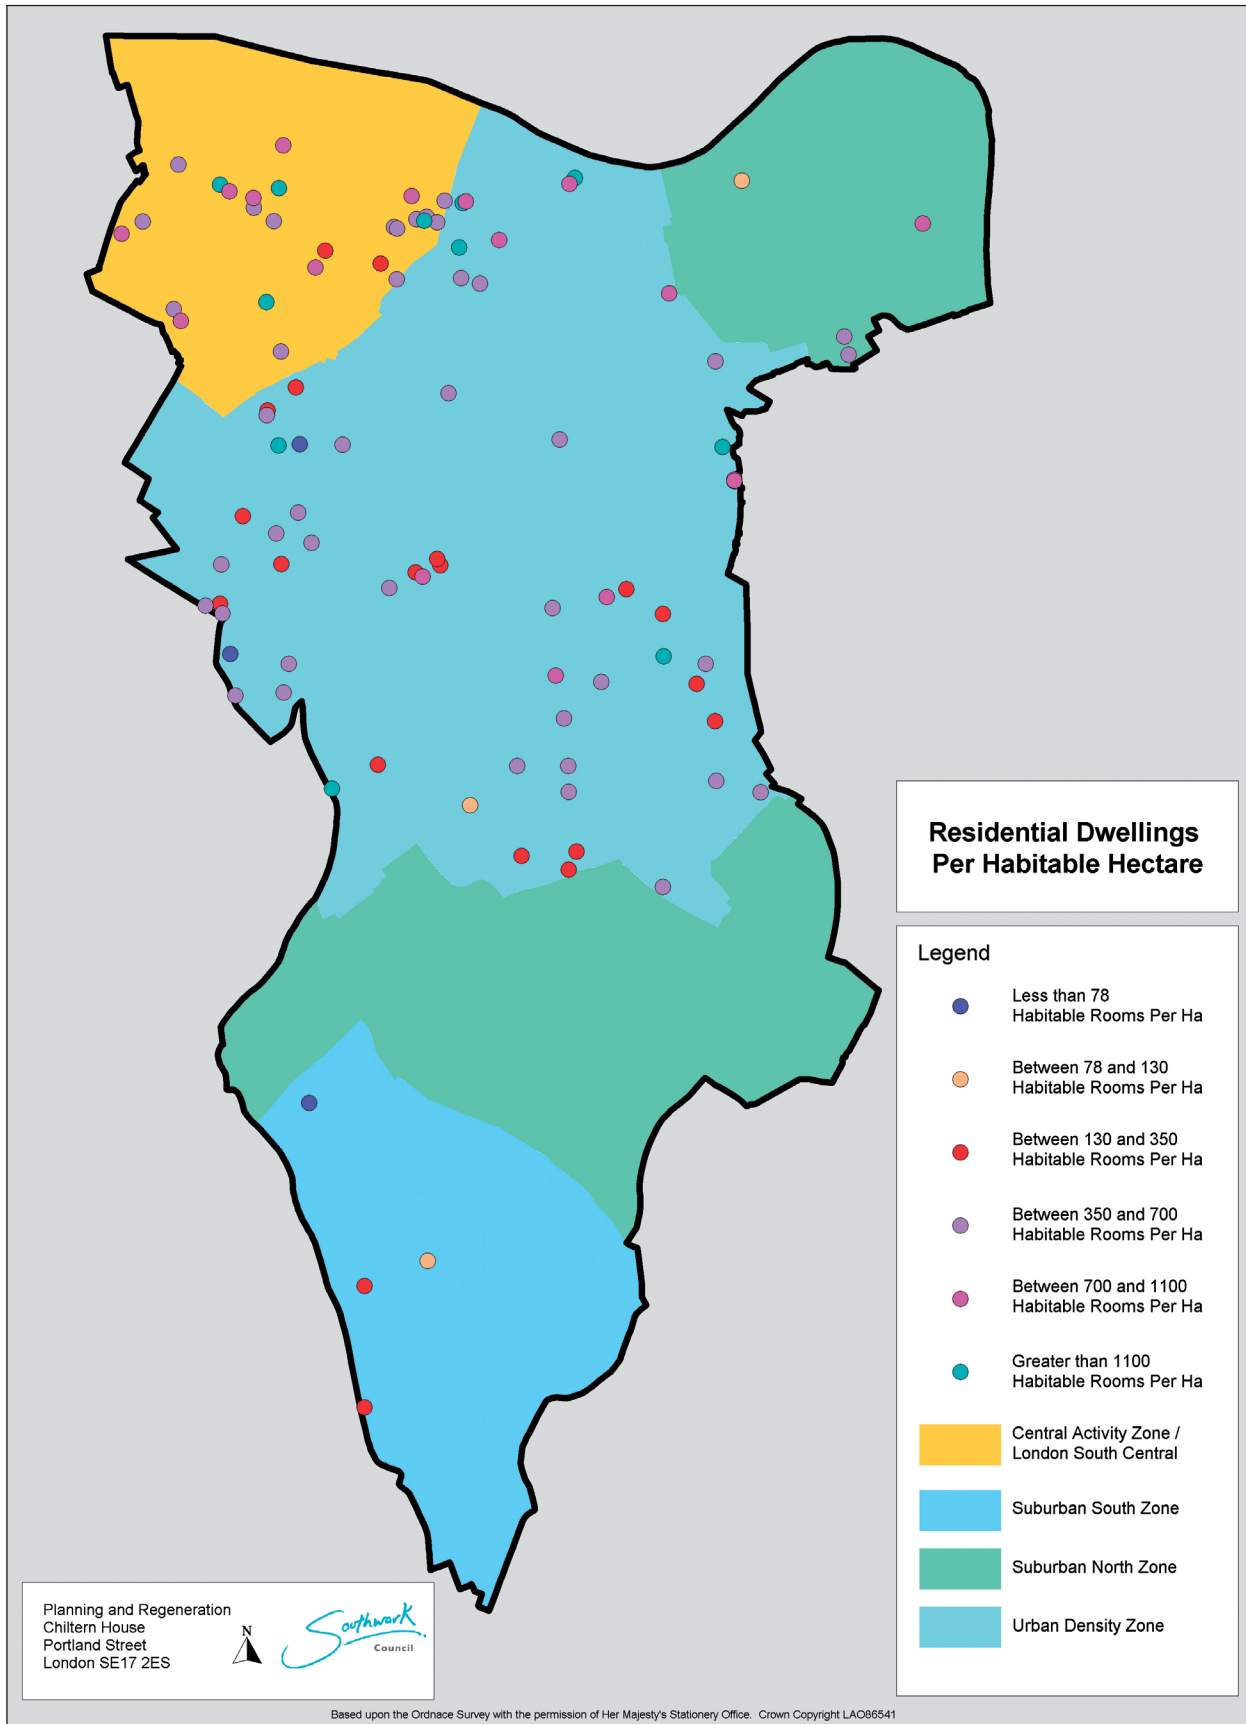 Residential Dwellings
Per Habitable Hectare
Legend
Less than 78
Habitable Rooms Per Ha
Between 78 and 130
Habitable Rooms Per Ha
Between 130 and 350
Habitable Rooms Per Ha
Between 350 and 700
Habitable Rooms Per Ha
Between 700 and 1100
Habitable Rooms Per Ha
Greater than 1100
Habitable Rooms Per Ha
Central Activity Zone /
London South Central
Suburban South Zone
Suburban North Zone
Urban Density Zone
Planning and Regeneration
Chiltern House
Portland Street
London SE17 2ES
N
Southwark
Council
Based upon the Ordnace Survey with the permission of Her Majesty's Stationery Office. Crown Copyright LAO86541